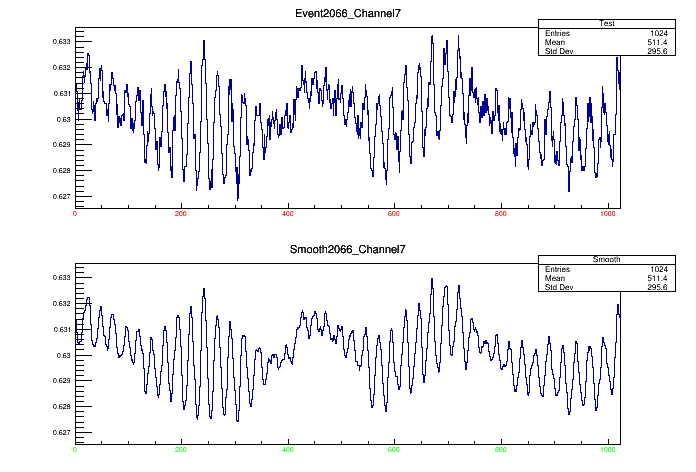 Event2066_Channel7
Test
Entries 1024
Mean 511.4
Std Dev 295.6
0.633
0.632
0.631
0.63
0.629
0.628
0.627
0 200 400 600 800 1000
Smooth2066_Channel7
Smooth
Entries 1024
Mean 511.4
Std Dev 295.6
0.633
0.632
0.631
0.63
0.629
0.628
0.627
0 200 400 600 800 1000